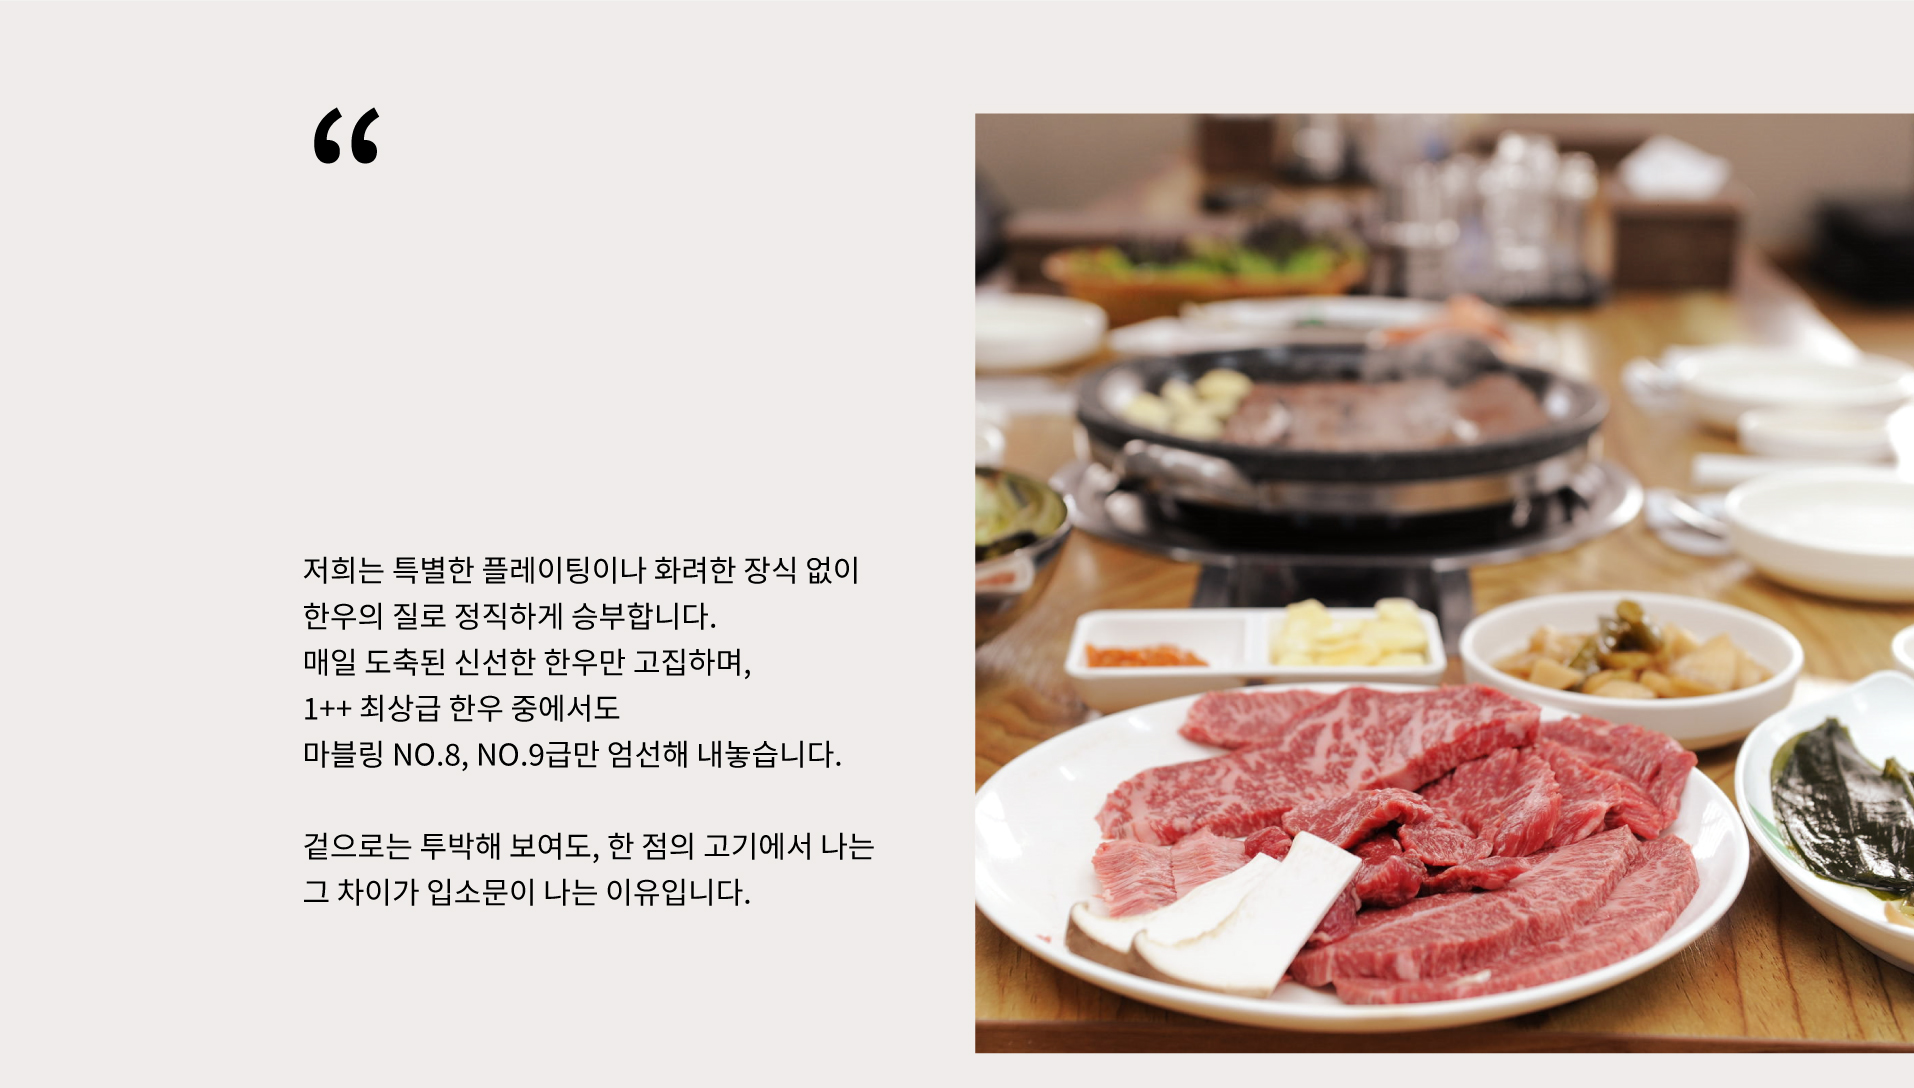 “
저희는 특별한 플레이팅이나 화려한 장식 없이
한우의 질로 정직하게 승부합니다.
매일 도축된 신선한 한우만 고집하며,
1++ 최상급 한우 중에서도
마블링 NO.8, NO.9급만 엄선해 내놓습니다.
겉으로는 투박해 보여도, 한 점의 고기에서 나는
그 차이가 입소문이 나는 이유입니다.